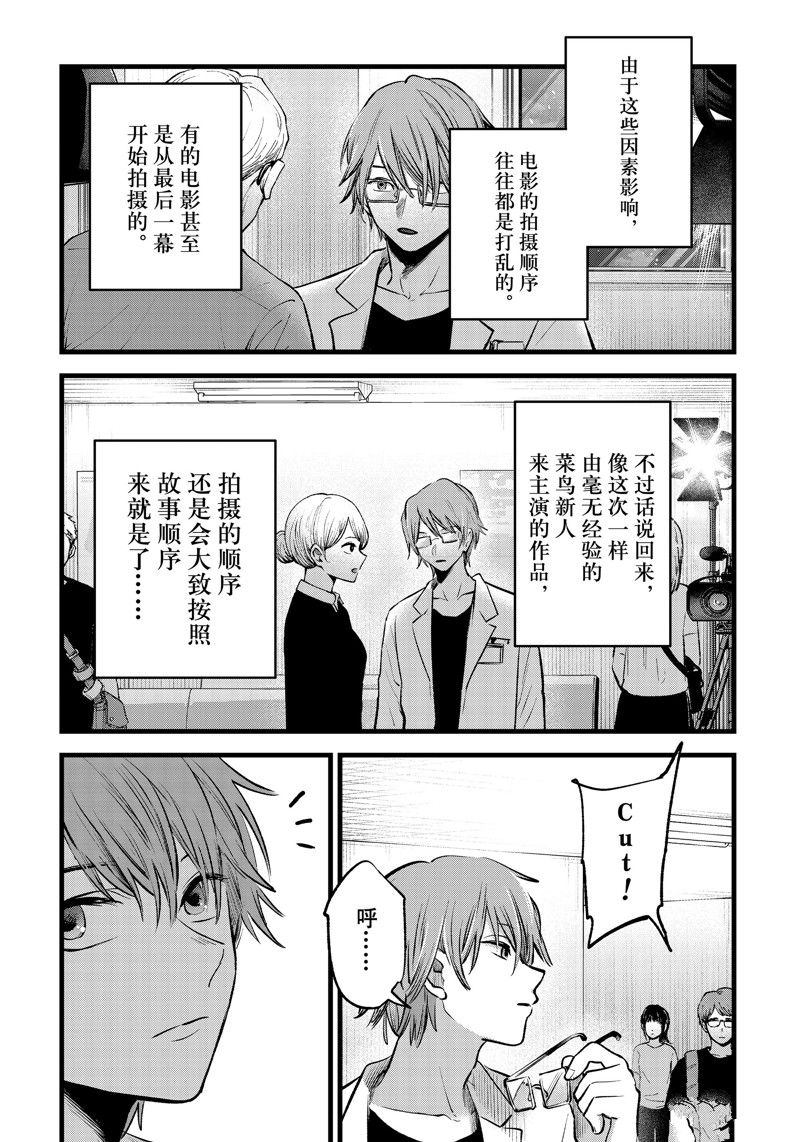 由于这些因素影响，
电影的拍摄顺序
往往都是打乱的。
有的电影甚至
是从最后一幕
开始拍摄的。
不过话说回来，
像这次一样
由毫无经验的
菜鸟新人
来主演的作品，
拍摄的顺序
还是会大致按照
故事顺序
来就是了……
Cut!
呼……